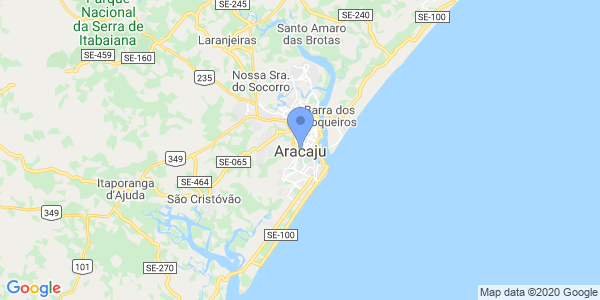 Parque
Nacional
da Serra de
Itabaiana
SE-245
SE-240
SE-100
Santo Amaro
das Brotas
Laranjeiras
SE-459
SE-160
235
Nossa Sra.
do Socorro
Barra dos
oqueiros
Aracaju
349
SE-065
SE-464
Itaporanga
d'Ajuda
São Cristóvão
349
SE-100
101
SE-270
Google
Map data ©2020 Google